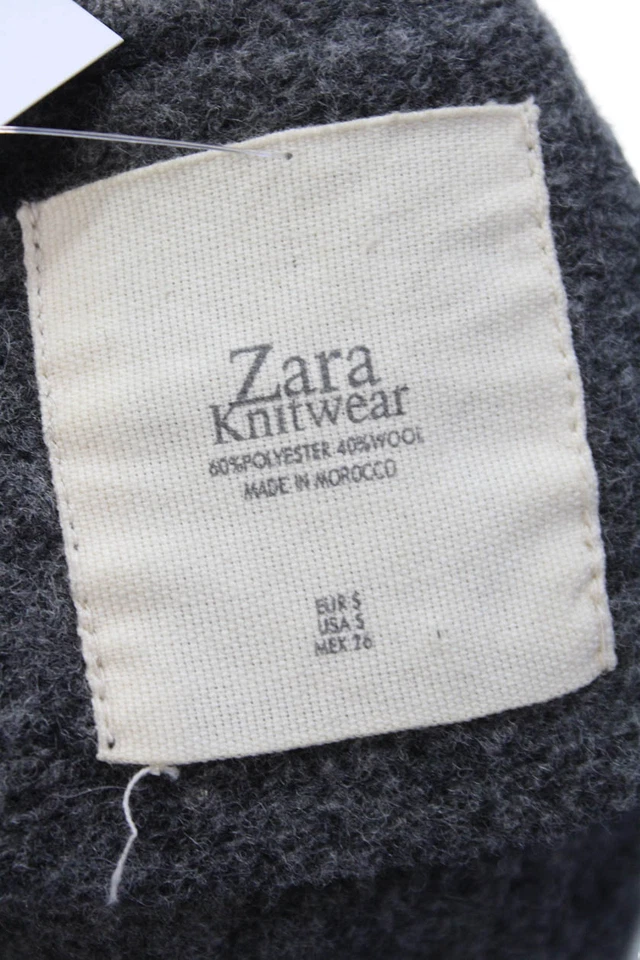 Zara
Knitwear
60%POLYESTER 40%WOOL
MADE IN MOROCCO
EUR S
USA S
MEX 26